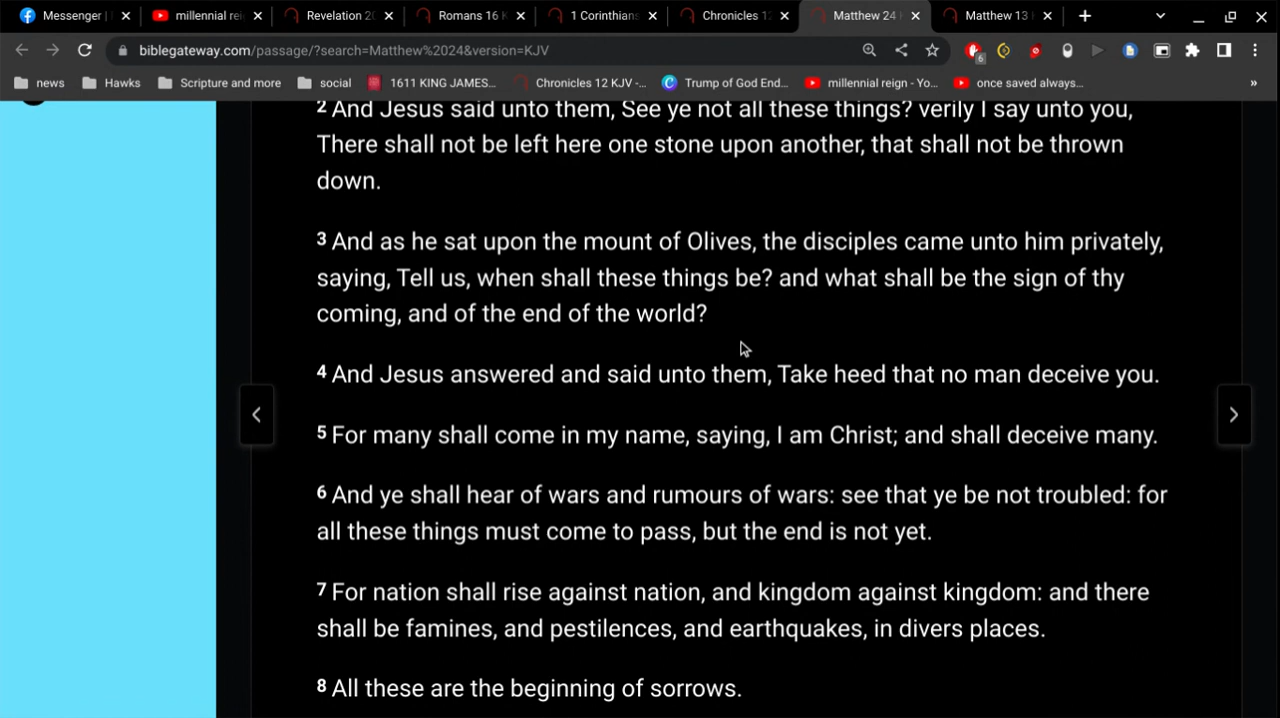 Messenger |
millennial rei
Revelation 20
Romans 16 K
1 Corinthians
Chronicles 12
Matthew 24
Matthew 13 I
biblegateway.com/passage/?search=Matthew%2024&version=KJV
6
news
Hawks
Scripture and more
social
1611 KING JAMES...
Chronicles 12 KJV -...
Trump of God End...
millennial reign - Yo...
once saved always...
»
2 And Jesus said unto them, See ye not all these things? verily I say unto you,
There shall not be left here one stone upon another, that shall not be thrown
down.
3 And as he sat upon the mount of Olives, the disciples came unto him privately,
saying, Tell us, when shall these things be? and what shall be the sign of thy
coming, and of the end of the world?
4 And Jesus answered and said unto them, Take heed that no man deceive you.
5 For many shall come in my name, saying, I am Christ; and shall deceive many.
6 And ye shall hear of wars and rumours of wars: see that ye be not troubled: for
all these things must come to pass, but the end is not yet.
7 For nation shall rise against nation, and kingdom against kingdom: and there
shall be famines, and pestilences, and earthquakes, in divers places.
8 All these are the beginning of sorrows.